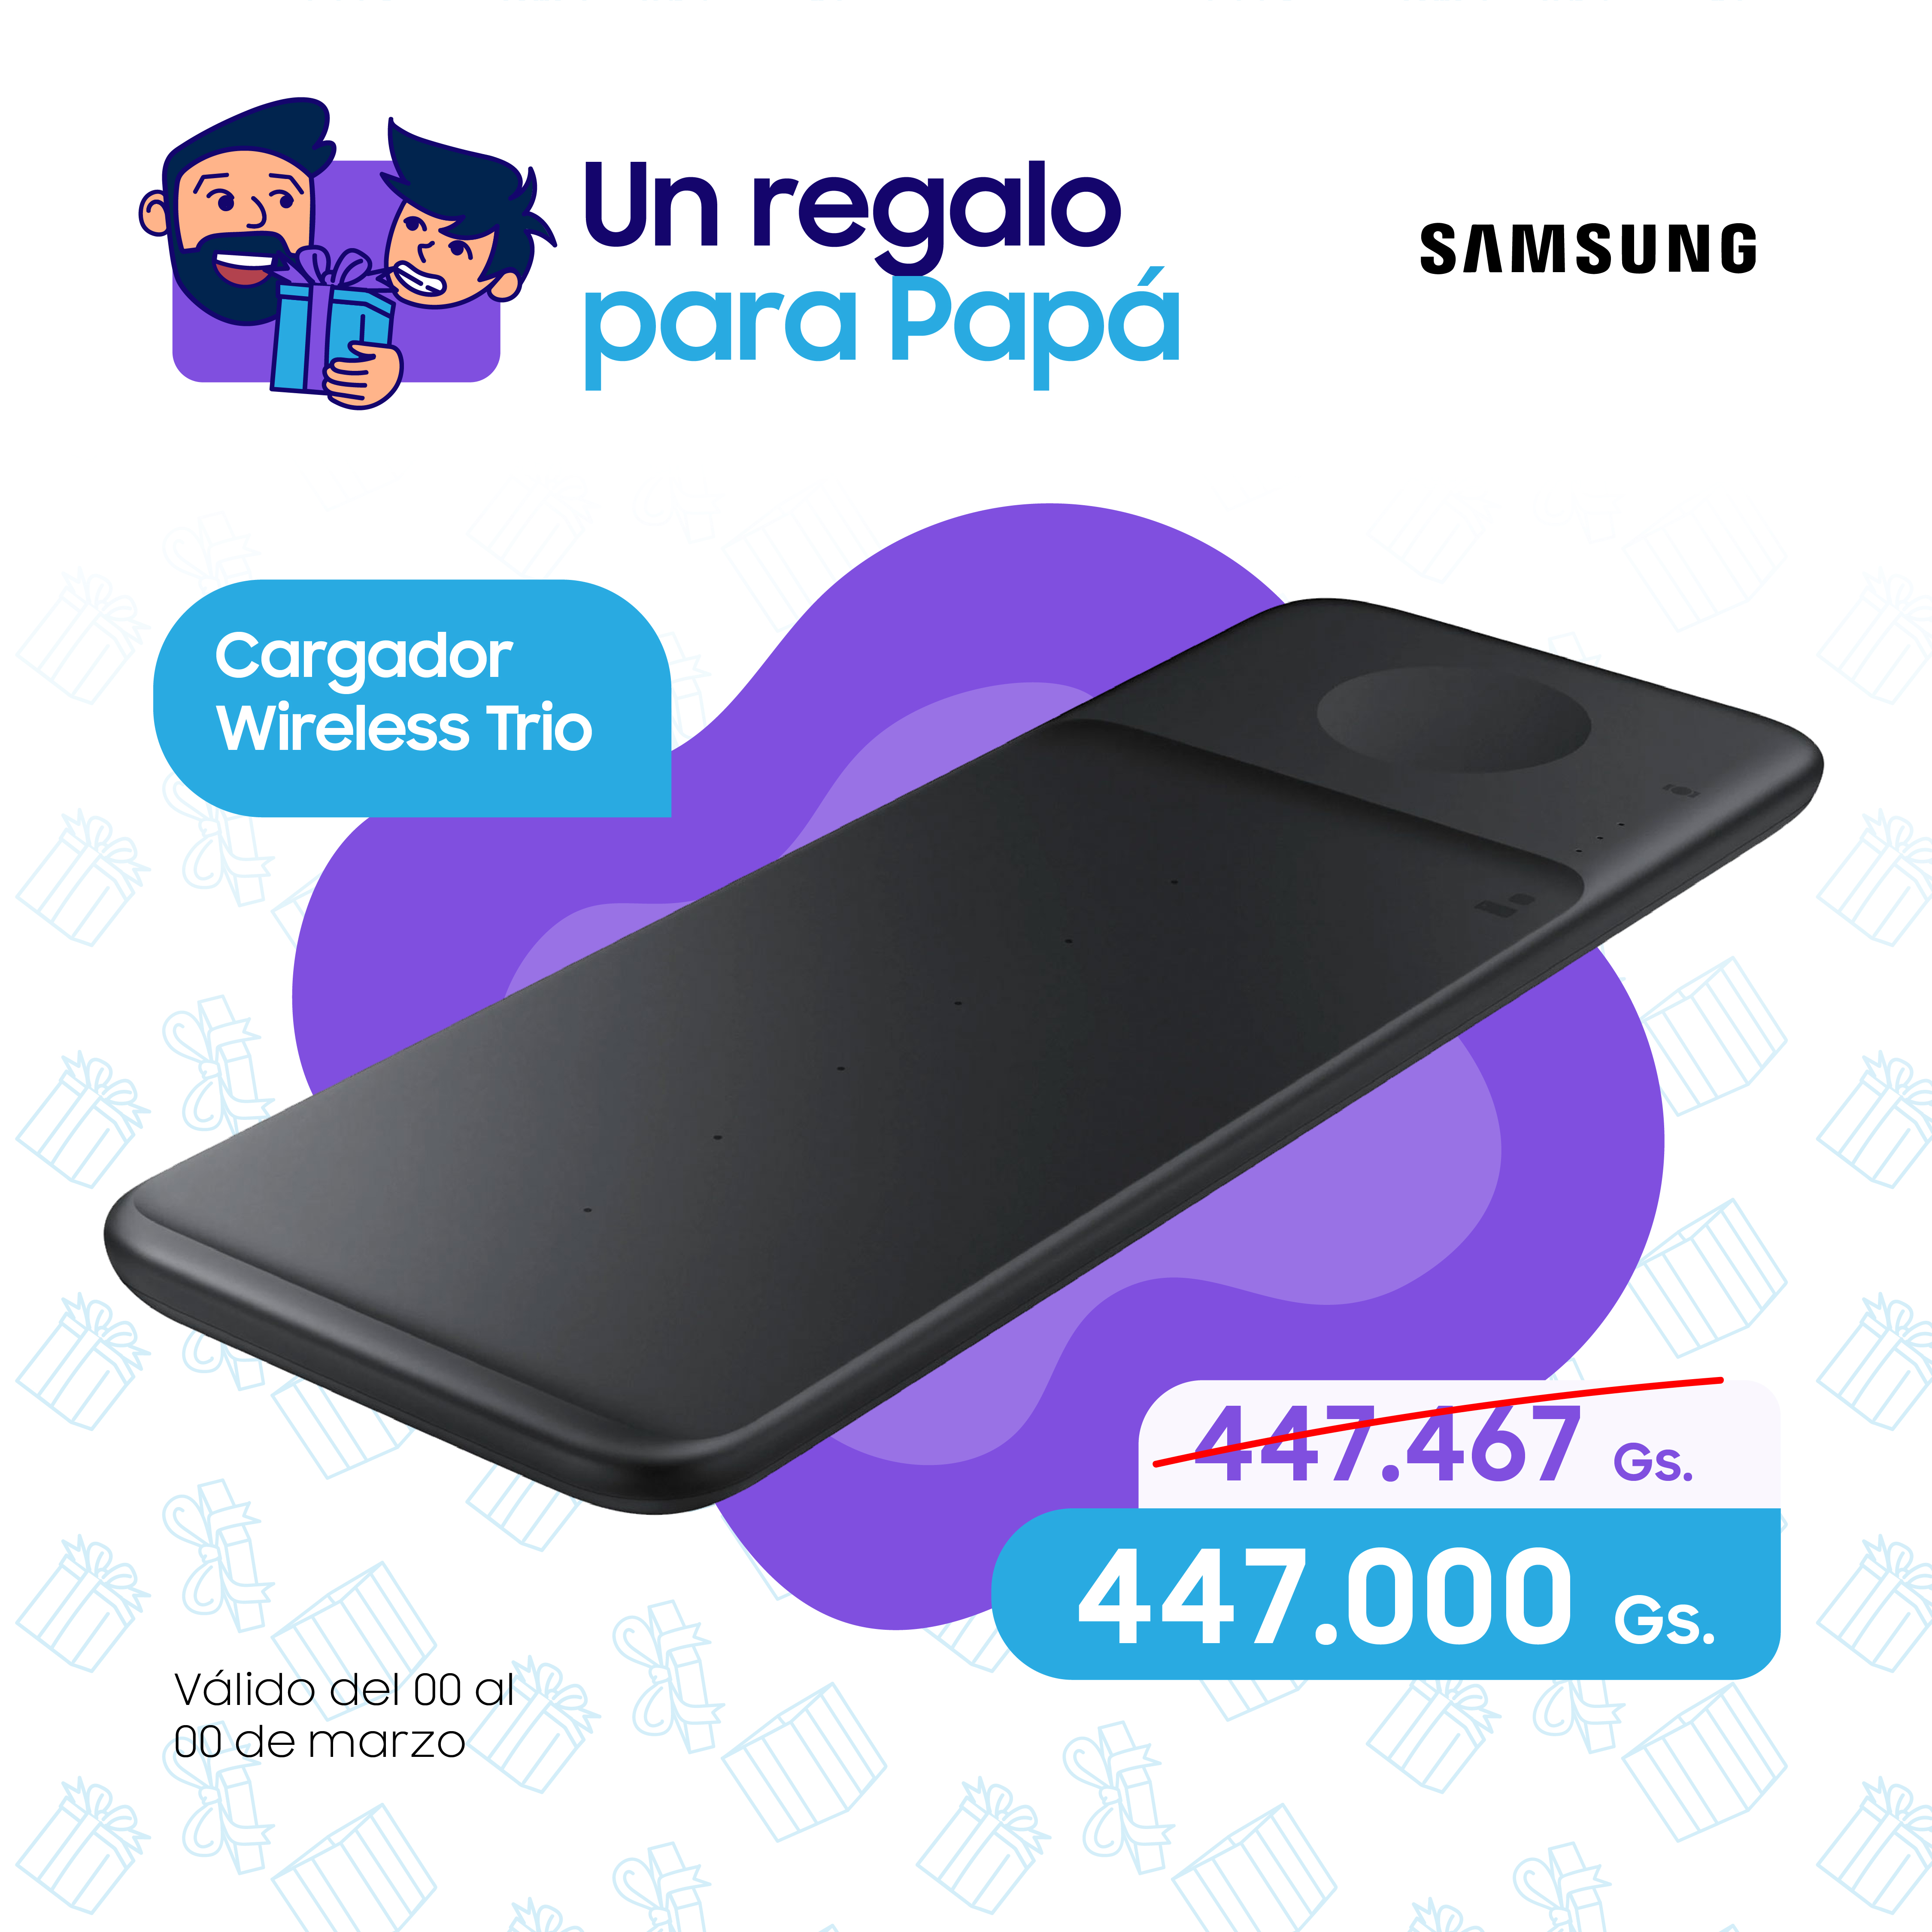 Un regalo
para Papá
SAMSUNG
Cargador
Wireless Trio
447.467 Gs.
447.000 Gs.
Válido del 00 al
00 de marzo